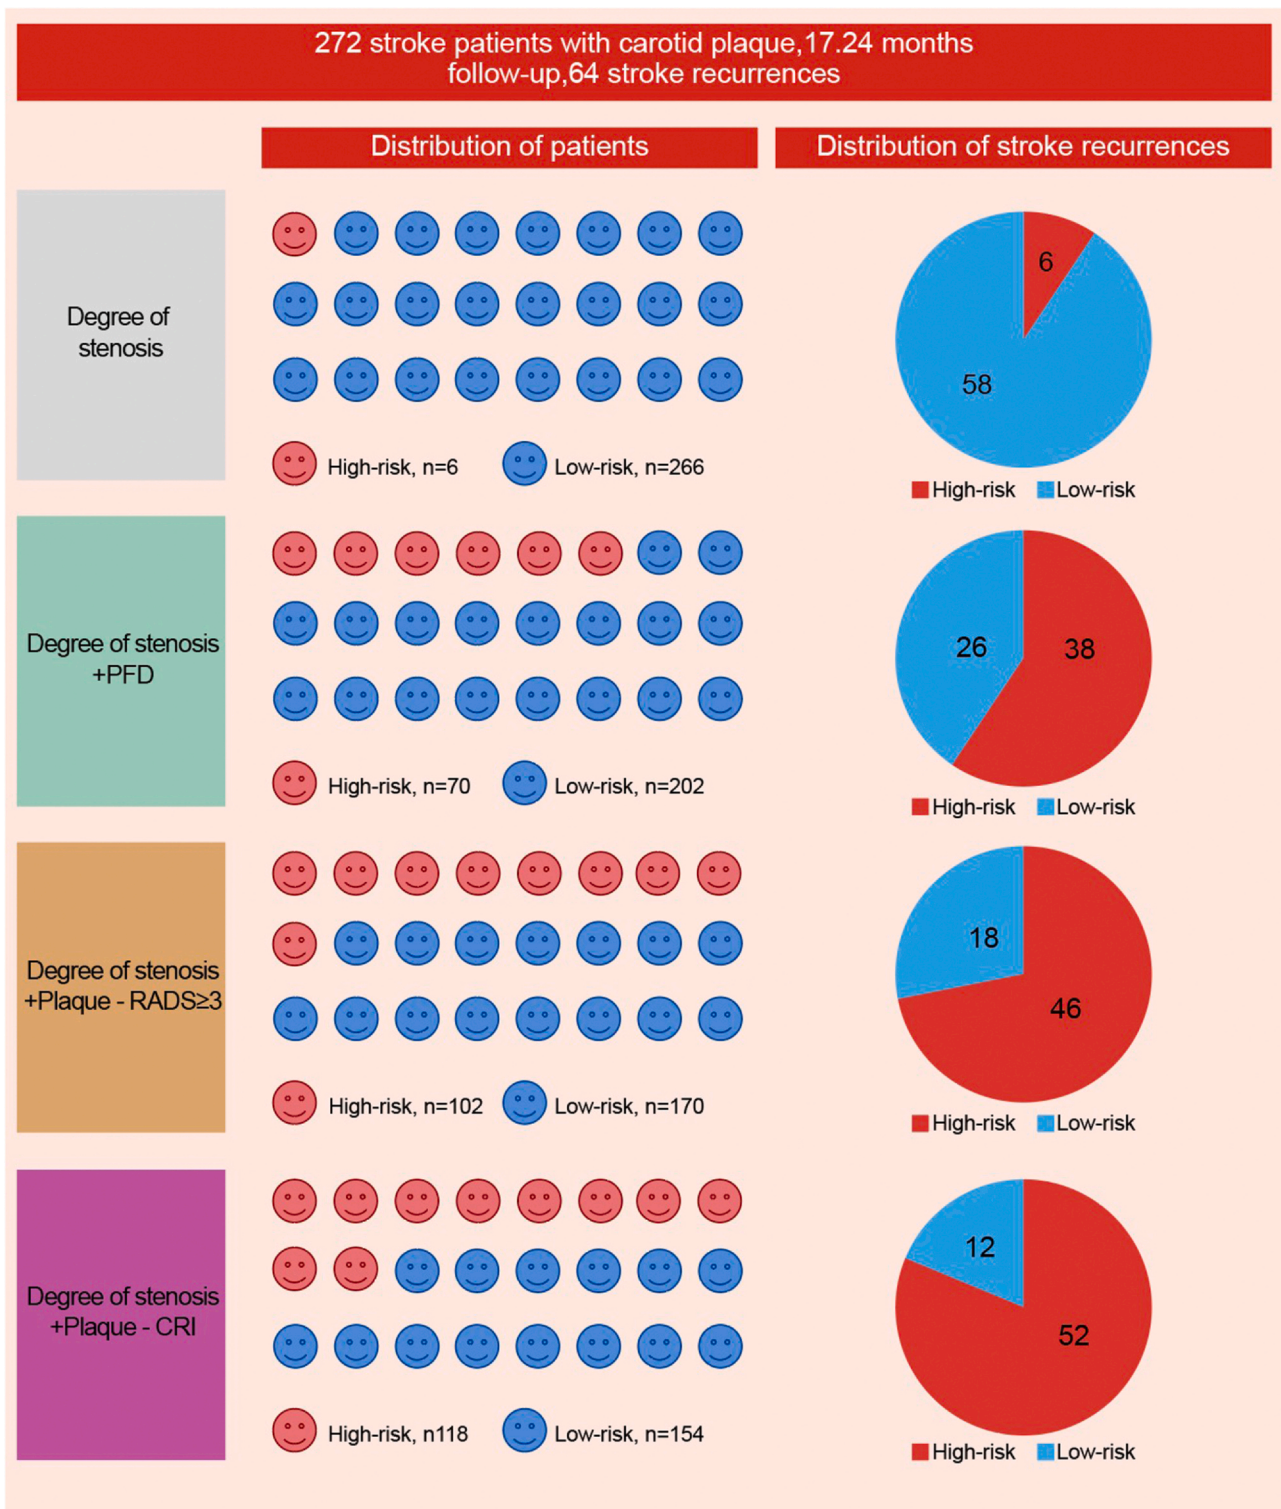 272 stroke patients with carotid plaque,17.24 months
follow-up,64 stroke recurrences
Distribution of patients
Distribution of stroke recurrences
Degree of
stenosis
High-risk, n=6
Low-risk, n=266
6
58
High-risk
Low-risk
Degree of stenosis
+PFD
High-risk, n=70
Low-risk, n=202
26
38
High-risk
Low-risk
Degree of stenosis
+Plaque - RADS≥3
High-risk, n=102
Low-risk, n=170
18
46
High-risk
Low-risk
Degree of stenosis
+Plaque - CRI
High-risk, n118
Low-risk, n=154
12
52
High-risk
Low-risk